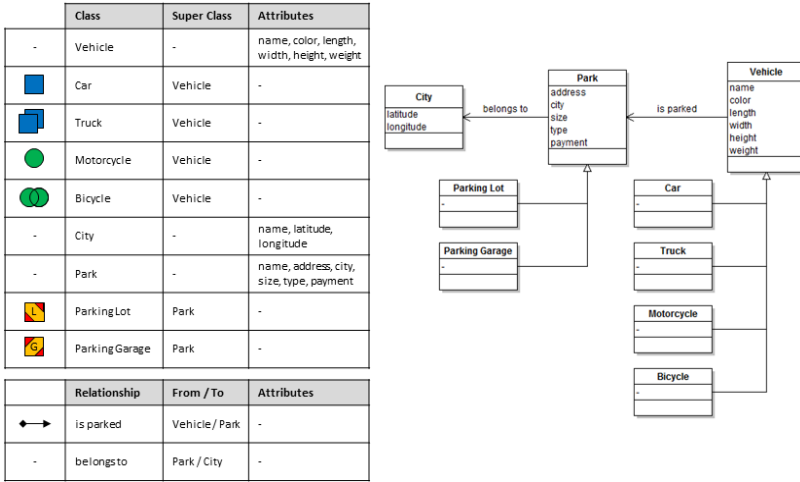 Class Super Class Attributes
- Vehicle - name, color, length,
width, height, weight
Car Vehicle -
Truck Vehicle -
Motorcycle Vehicle -
Bicycle Vehicle -
- City - name, latitude,
longitude
- Park - name, address, city,
size, type, payment
L Parking Lot Park -
G Parking Garage Park -
Relationship From / To Attributes
is parked Vehicle / Park -
- belongs to Park / City -
City
latitude
longitude
belongs to
Park
address
city
size
type
payment
is parked
Vehicle
name
color
length
width
height
weight
Parking Lot
-
Parking Garage
-
Car
-
Truck
-
Motorcycle
-
Bicycle
-